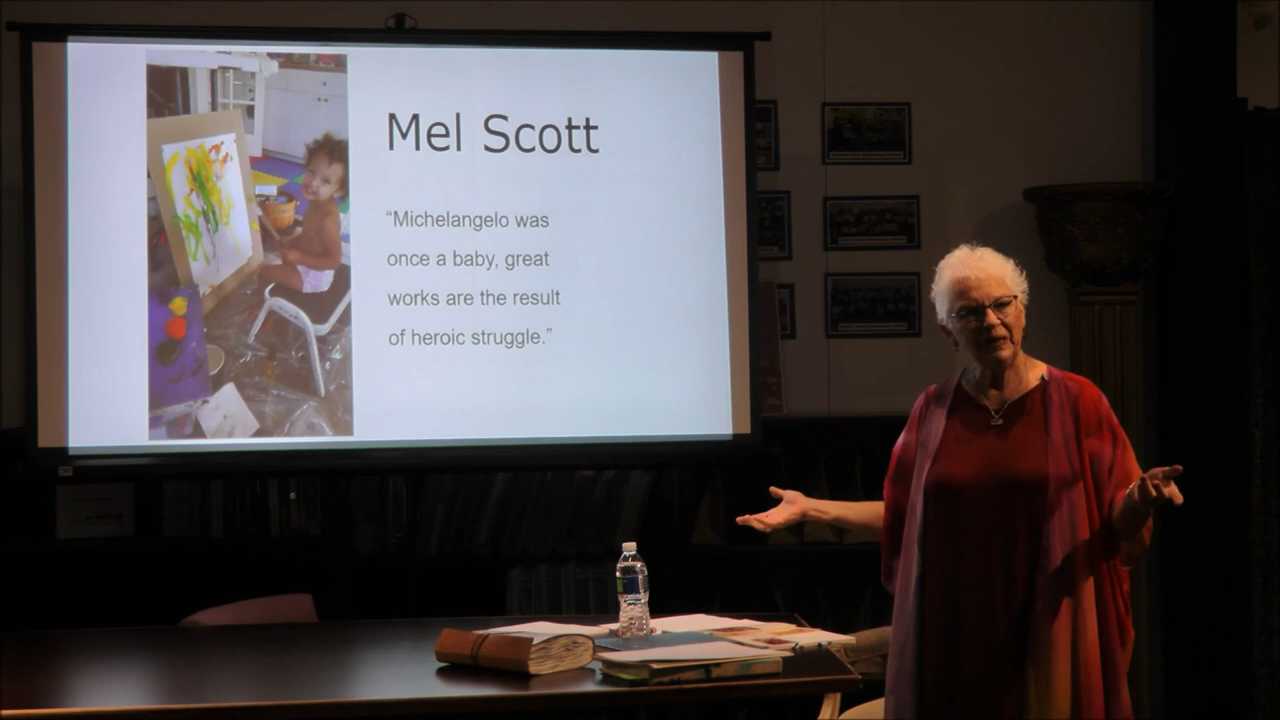 Mel Scott
“Michelangelo was
once a baby, great
works are the result
of heroic struggle.”